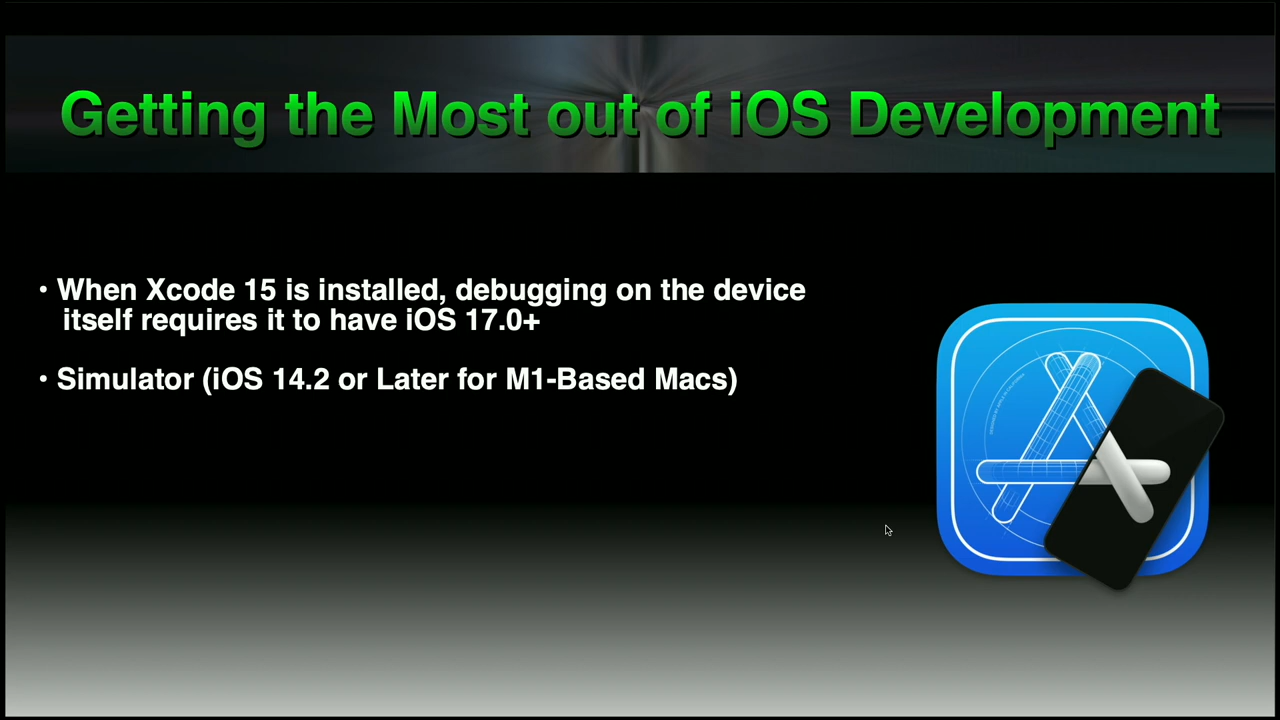 Getting the Most out of iOS Development
• When Xcode 15 is installed, debugging on the device
itself requires it to have iOS 17.0+
• Simulator (iOS 14.2 or Later for M1-Based Macs)